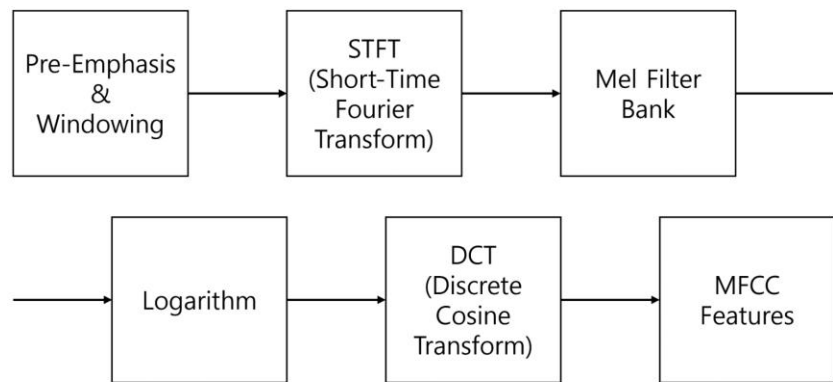 Pre-Emphasis
&
Windowing
STFT
(Short-Time
Fourier
Transform)
Mel Filter
Bank
Logarithm
DCT
(Discrete
Cosine
Transform)
MFCC
Features